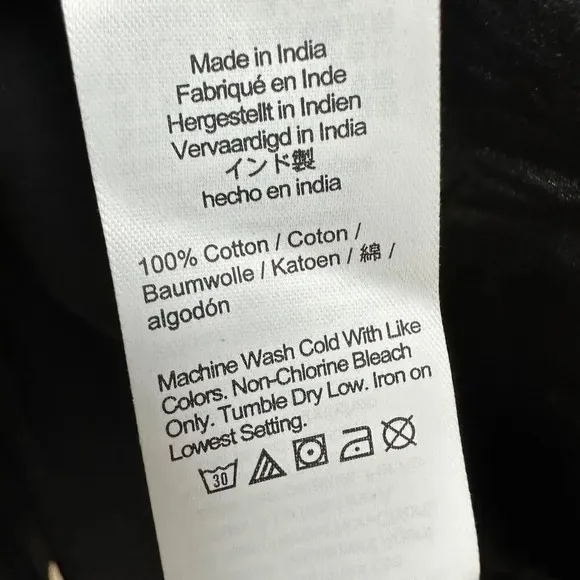 Made in India
Fabriqué en Inde
Hergestellt in Indien
Vervaardigd in India
インド製
hecho en india
100% Cotton / Coton /
Baumwolle / Katoen / 綿 /
algodón
Machine Wash Cold With Like
Colors. Non-Chlorine Bleach
Only. Tumble Dry Low. Iron on
Lowest Setting.
30